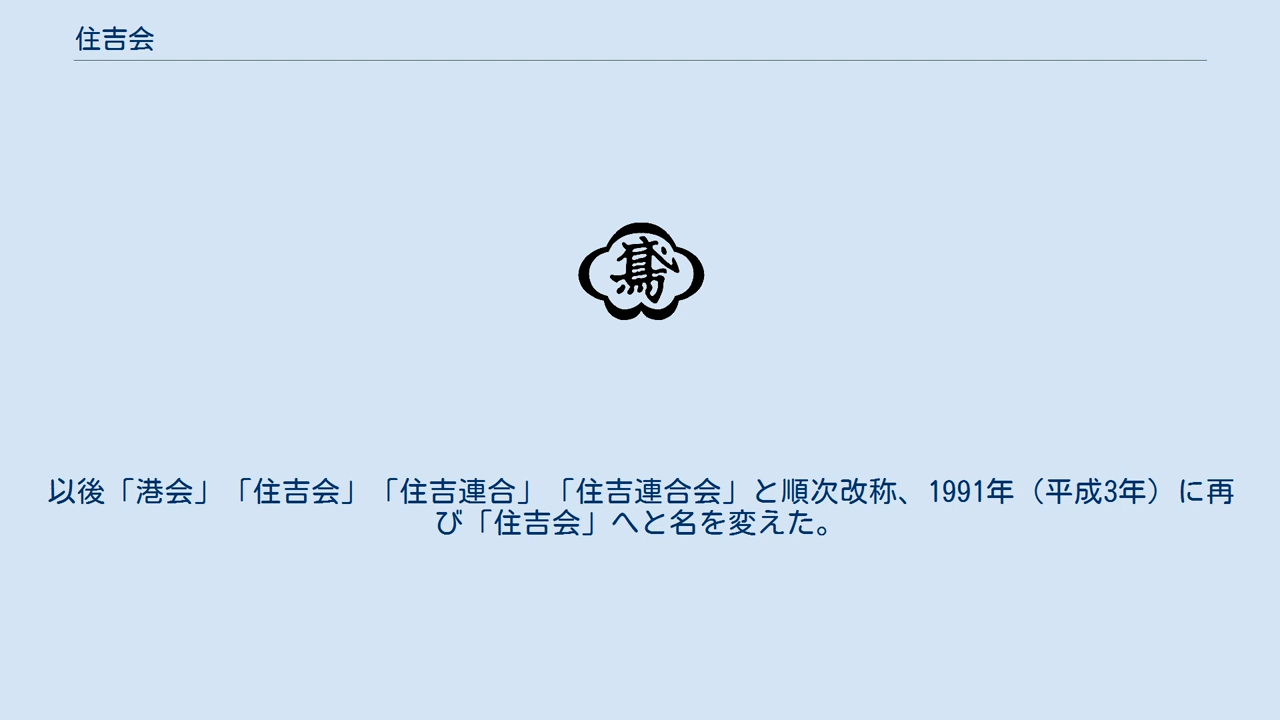 住吉会
鳶
以後「港会」「住吉会」「住吉連合」「住吉連合会」と順次改称、1991年（平成3年）に再
び「住吉会」へと名を変えた。